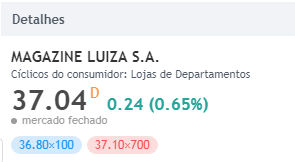 Detalhes
MAGAZINE LUIZA S.A.
Cíclicos do consumidor: Lojas de Departamentos
37.04 D 0.24 (0.65%)
mercado fechado
36.80×100 37.10×700